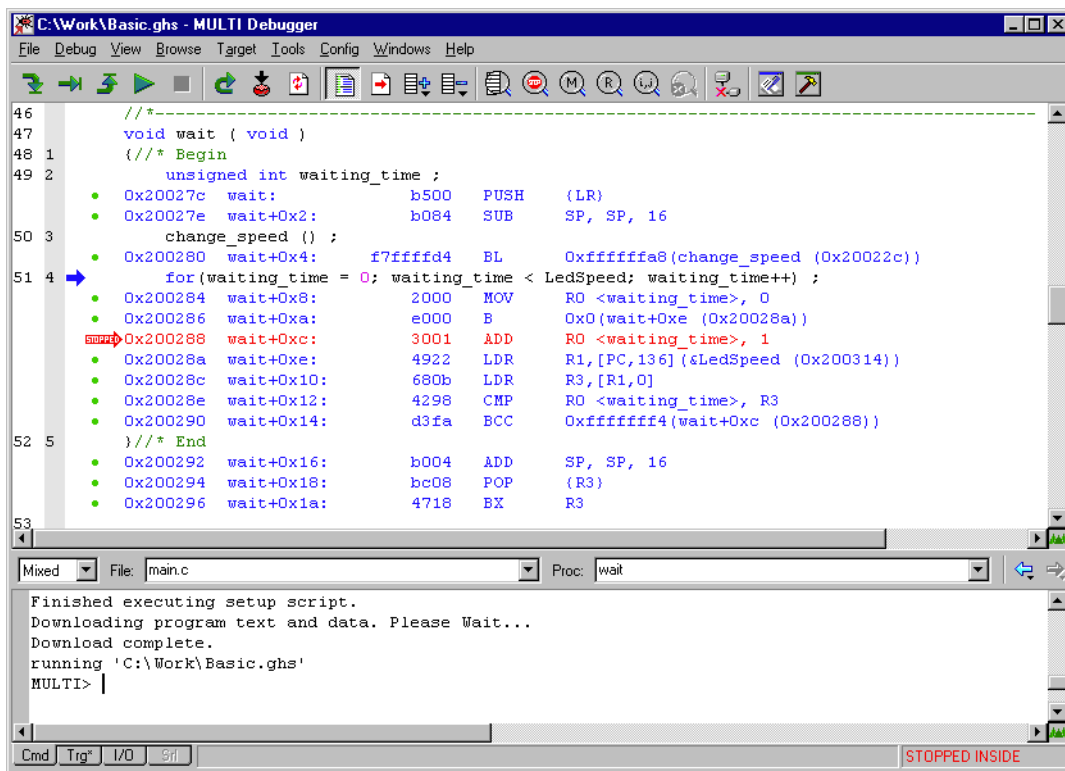 C:\Work\Basic.ghs - MULTI Debugger
File Debug View Browse Target Tools Config Windows Help
46 //*--------------------------------------------------------------------------------
47 void wait ( void )
48 1 {//* Begin
49 2 unsigned int waiting_time ;
0x20027c wait: b500 PUSH {LR}
0x20027e wait+0x2: b084 SUB SP, SP, 16
50 3 change_speed () ;
0x200280 wait+0x4: f7ffffd4 BL 0xffffffa8(change_speed (0x20022c))
51 4 for(waiting_time = 0; waiting_time < LedSpeed; waiting_time++) ;
0x200284 wait+0x8: 2000 MOV R0 <waiting_time>, 0
0x200286 wait+0xa: e000 B 0x0(wait+0xe (0x20028a))
STOPPED 0x200288 wait+0xc: 3001 ADD R0 <waiting_time>, 1
0x20028a wait+0xe: 4922 LDR R1,[PC,136](&LedSpeed (0x200314))
0x20028c wait+0x10: 680b LDR R3,[R1,0]
0x20028e wait+0x12: 4298 CMP R0 <waiting_time>, R3
0x200290 wait+0x14: d3fa BCC 0xfffffff4(wait+0xc (0x200288))
52 5 }//* End
0x200292 wait+0x16: b004 ADD SP, SP, 16
0x200294 wait+0x18: bc08 POP {R3}
0x200296 wait+0x1a: 4718 BX R3
53
Mixed File: main.c Proc: wait
Finished executing setup script.
Downloading program text and data. Please Wait...
Download complete.
running 'C:\Work\Basic.ghs'
MULTI>
Cmd Trg* I/O Srl STOPPED INSIDE